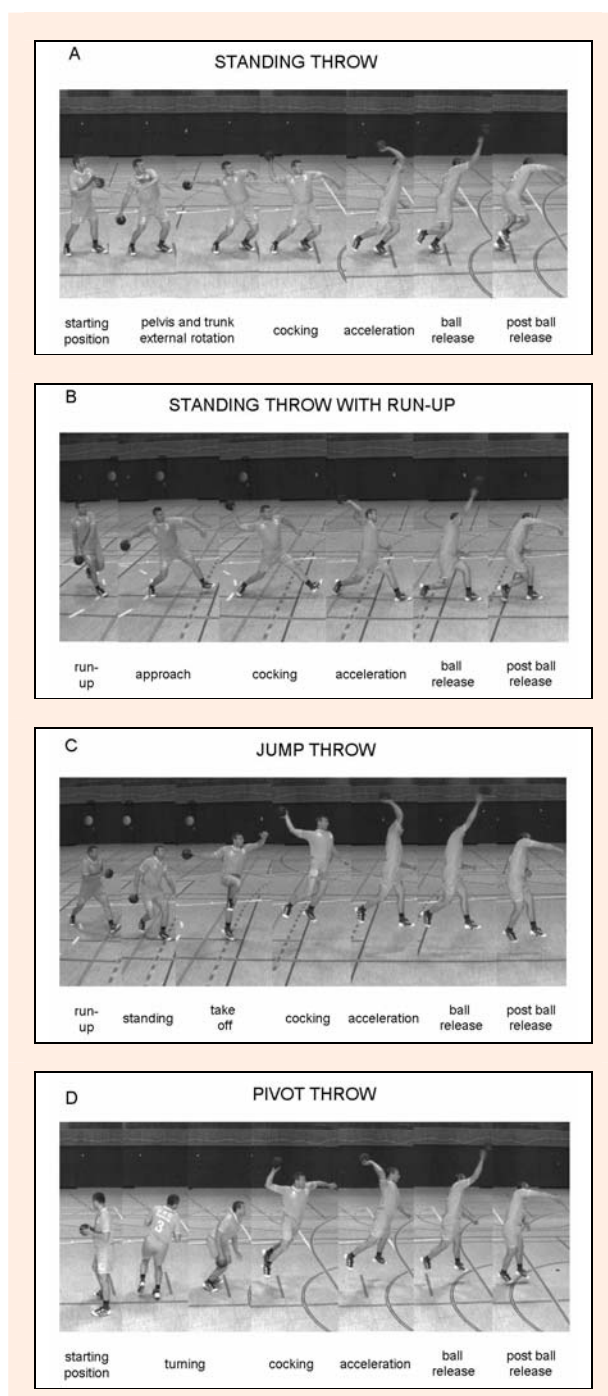 A
STANDING THROW
starting position
pelvis and trunk external rotation
cocking
acceleration
ball release
post ball release
B
STANDING THROW WITH RUN-UP
run-up
approach
cocking
acceleration
ball release
post ball release
C
JUMP THROW
run-up
standing
take off
cocking
acceleration
ball release
post ball release
D
PIVOT THROW
3
starting position
turning
cocking
acceleration
ball release
post ball release